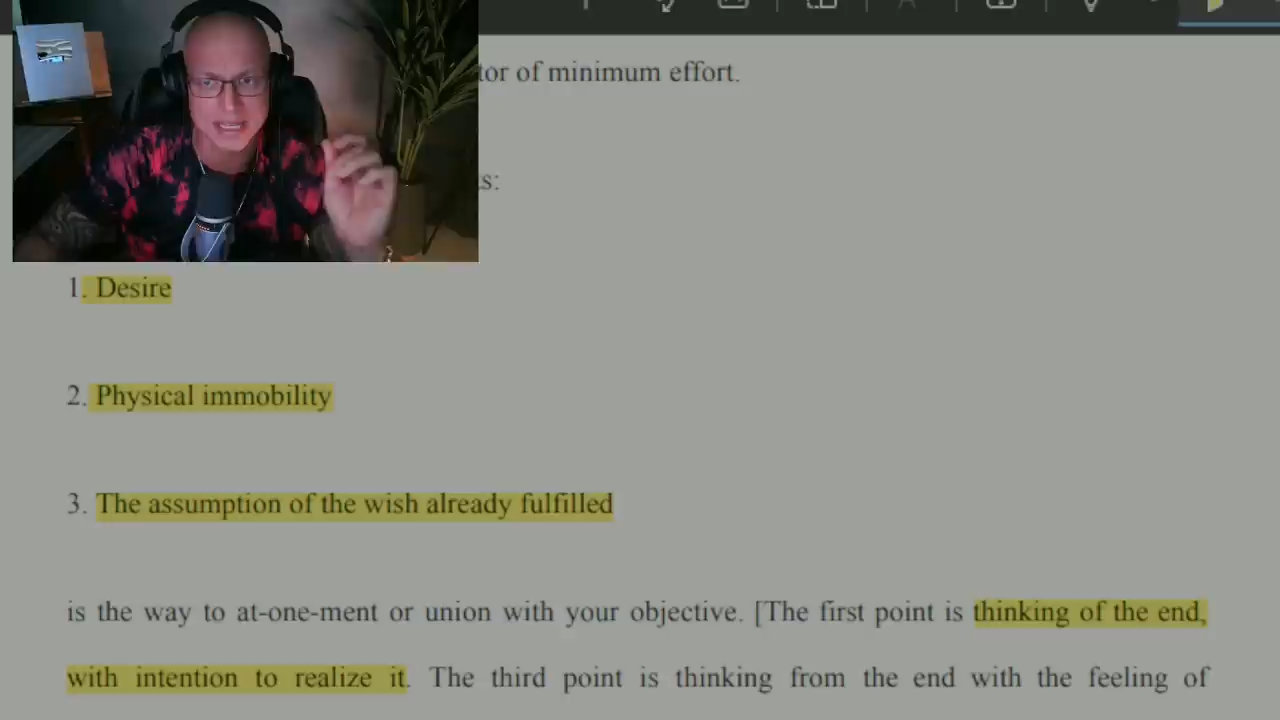 tor of minimum effort.
s:
1. Desire
2. Physical immobility
3. The assumption of the wish already fulfilled
is the way to at-one-ment or union with your objective. [The first point is thinking of the end,
with intention to realize it. The third point is thinking from the end with the feeling of